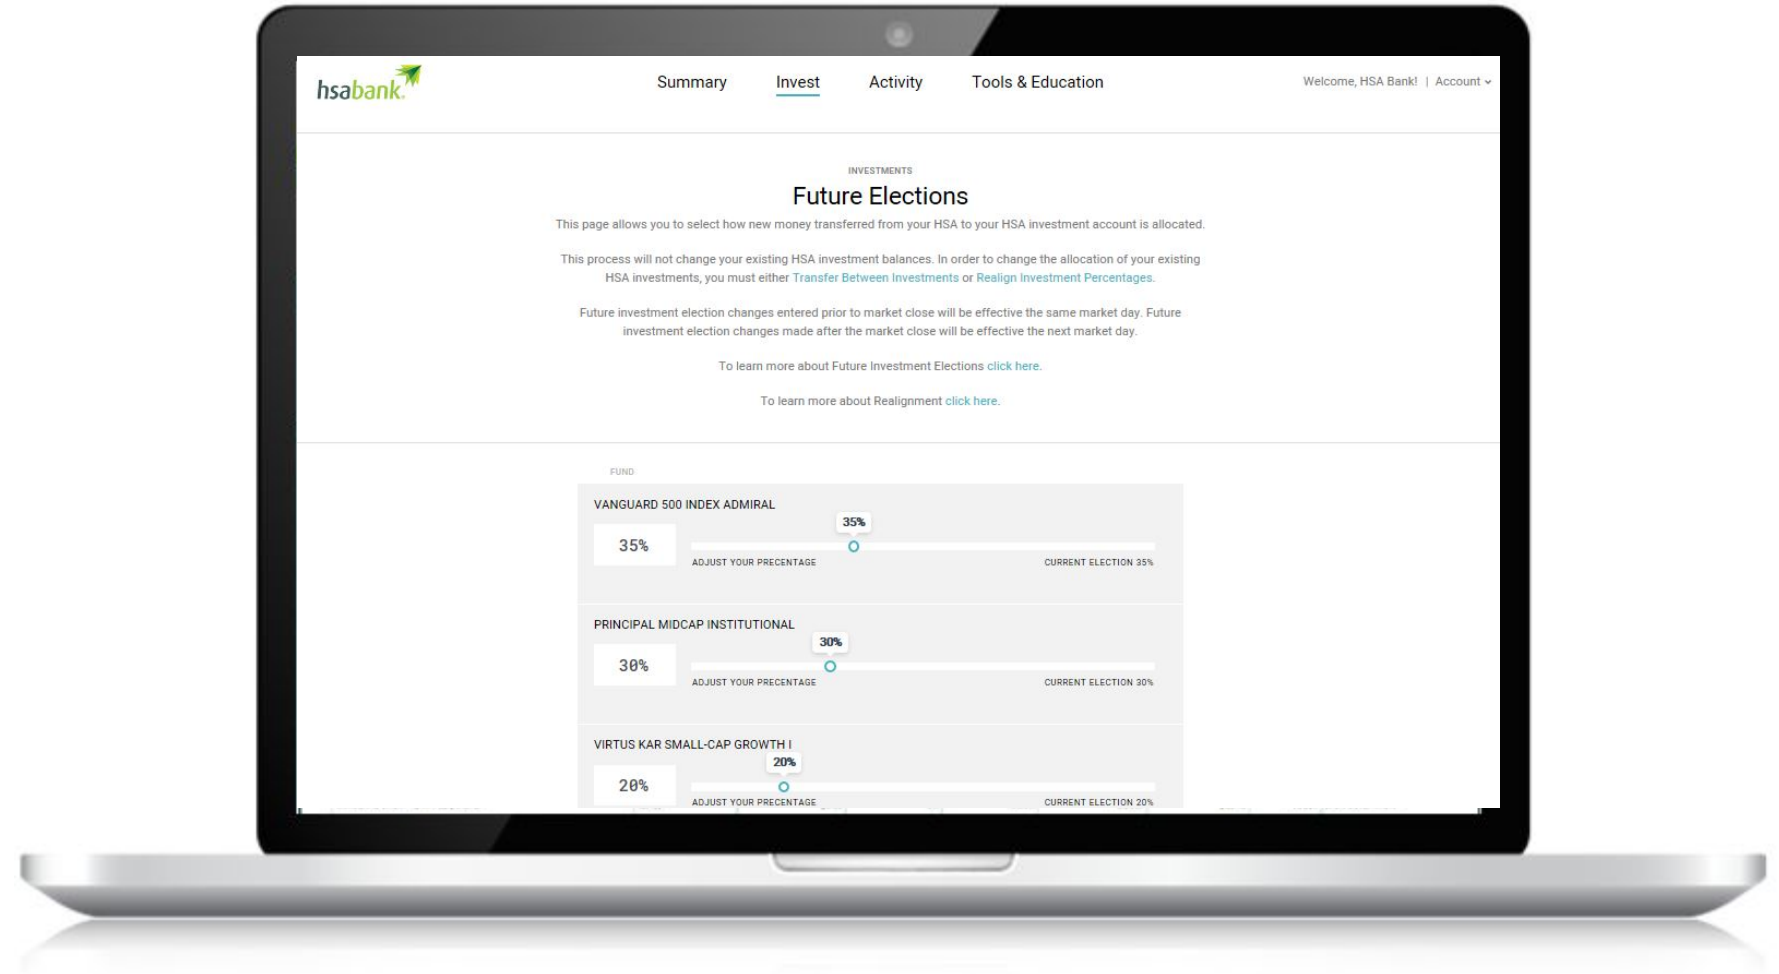 hsabank.
Summary Invest Activity Tools & Education
Welcome, HSA Bank! | Account
INVESTMENTS
Future Elections
This page allows you to select how new money transferred from your HSA to your HSA investment account is allocated.
This process will not change your existing HSA investment balances. In order to change the allocation of your existing
HSA investments, you must either Transfer Between Investments or Realign Investment Percentages.
Future investment election changes entered prior to market close will be effective the same market day. Future
investment election changes made after the market close will be effective the next market day.
To learn more about Future Investment Elections click here.
To learn more about Realignment click here.
FUND
VANGUARD 500 INDEX ADMIRAL
35%
35%
ADJUST YOUR PRECENTAGE CURRENT ELECTION 35%
PRINCIPAL MIDCAP INSTITUTIONAL
30%
30%
ADJUST YOUR PRECENTAGE CURRENT ELECTION 30%
VIRTUS KAR SMALL-CAP GROWTH I
20%
20%
ADJUST YOUR PRECENTAGE CURRENT ELECTION 20%